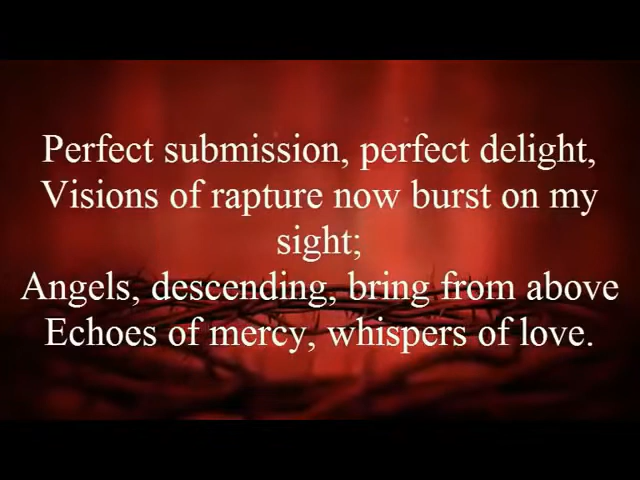 Perfect submission, perfect delight,
Visions of rapture now burst on my
sight;
Angels, descending, bring from above
Echoes of mercy, whispers of love.